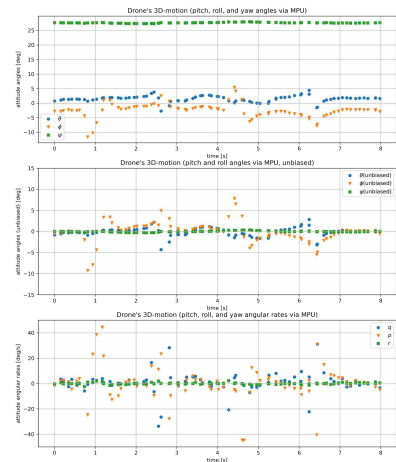 Drone's 3D-motion (pitch, roll, and yaw angles via MPU)
attitude angles [deg]
25
20
15
10
5
0
−5
−10
θ
ϕ
ψ
0 1 2 3 4 5 6 7 8
time [s]
Drone's 3D-motion (pitch and roll angles via MPU, unbiased)
attitude angles (unbiased) [deg]
15
10
5
0
−5
−10
−15
θ(unbiased)
ϕ(unbiased)
ψ(unbiased)
0 1 2 3 4 5 6 7 8
time [s]
Drone's 3D-motion (pitch, roll, and yaw angular rates via MPU)
attitude angular rates [deg/s]
40
20
0
−20
−40
q
p
r
0 1 2 3 4 5 6 7 8
time [s]